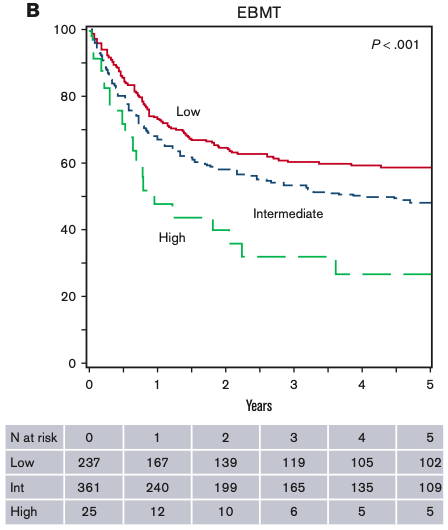 B
EBMT
P < .001
100
80
60
40
20
0
Low
Intermediate
High
0 1 2 3 4 5
Years
N at risk 0 1 2 3 4 5
Low 237 167 139 119 105 102
Int 361 240 199 165 135 109
High 25 12 10 6 5 5